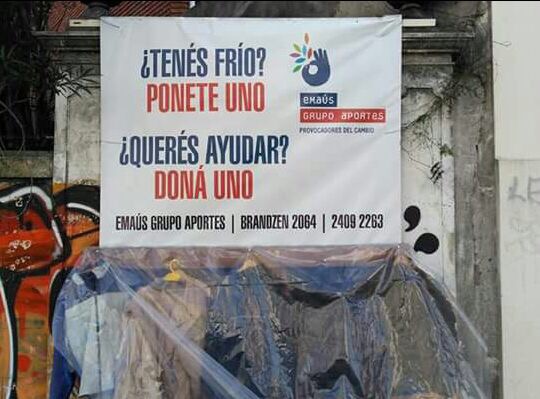 ¿TENÉS FRÍO?
PONETE UNO
emaús
GRUPO APORTES
PROVOCADORES DEL CAMBIO
¿QUERÉS AYUDAR?
DONÁ UNO
EMAÚS GRUPO APORTES | BRANDZEN 2064 | 2409 2263